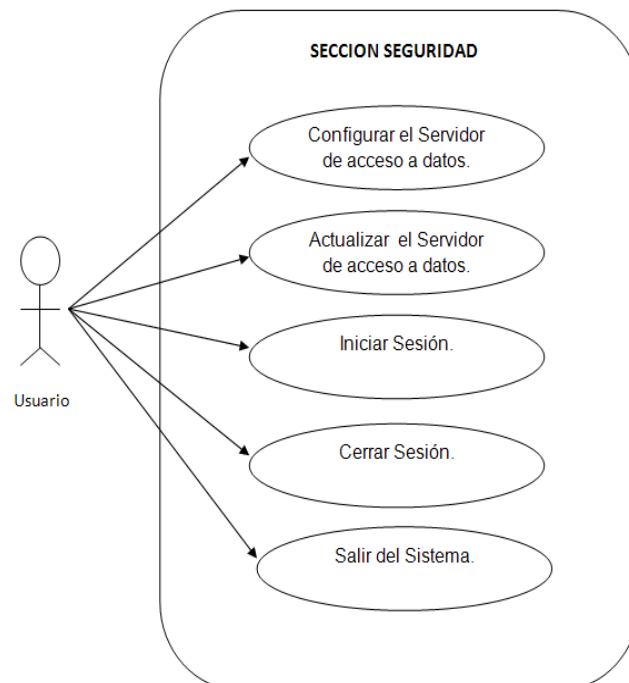 SECCION SEGURIDAD
Configurar el Servidor
de acceso a datos.
Actualizar el Servidor
de acceso a datos.
Iniciar Sesión.
Usuario
Cerrar Sesión.
Salir del Sistema.